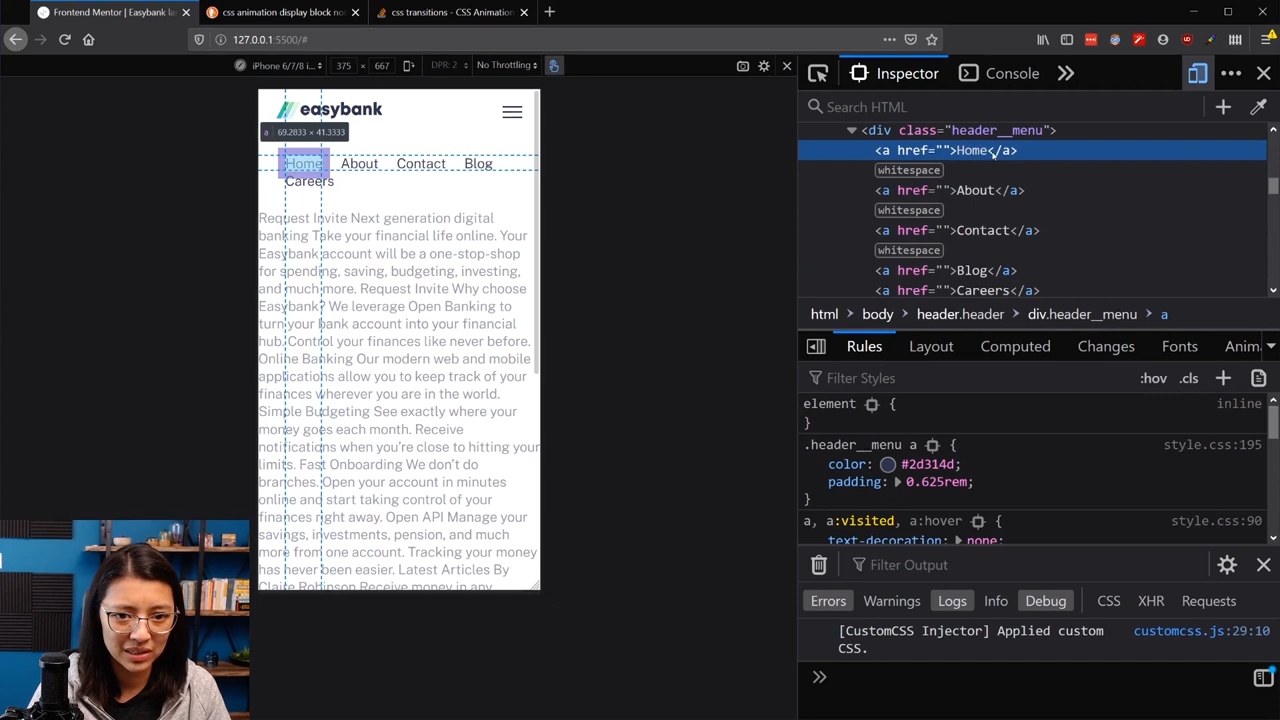 Frontend Mentor | Easybank la
css animation display block no
css transitions - CSS Animation
127.0.0.1:5500/#
iPhone 6/7/8 i...
375 × 667
DPR: 2
No Throttling
easybank
a 69.2833 × 41.3333
Home About Contact Blog
Careers
Request Invite Next generation digital
banking Take your financial life online. Your
Easybank account will be a one-stop-shop
for spending, saving, budgeting, investing,
and much more. Request Invite Why choose
Easybank? We leverage Open Banking to
turn your bank account into your financial
hub. Control your finances like never before.
Online Banking Our modern web and mobile
applications allow you to keep track of your
finances wherever you are in the world.
Simple Budgeting See exactly where your
money goes each month. Receive
notifications when you're close to hitting your
limits. Fast Onboarding We don't do
branches. Open your account in minutes
online and start taking control of your
finances right away. Open API Manage your
savings, investments, pension, and much
more from one account. Tracking your money
has never been easier. Latest Articles By
Claire Robinson Receive money in any
Inspector
Console
Search HTML
<div class="header__menu">
<a href="">Home</a>
whitespace
<a href="">About</a>
whitespace
<a href="">Contact</a>
whitespace
<a href="">Blog</a>
<a href="">Careers</a>
html > body > header.header > div.header__menu > a
Rules Layout Computed Changes Fonts Anim
Filter Styles
:hov .cls
element {
inline
}
.header__menu a {
style.css:195
color: #2d314d;
padding: 0.625rem;
}
a, a:visited, a:hover {
style.css:90
text-decoration: none;
Filter Output
Errors Warnings Logs Info Debug CSS XHR Requests
[CustomCSS Injector] Applied custom
CSS.
customcss.js:29:10